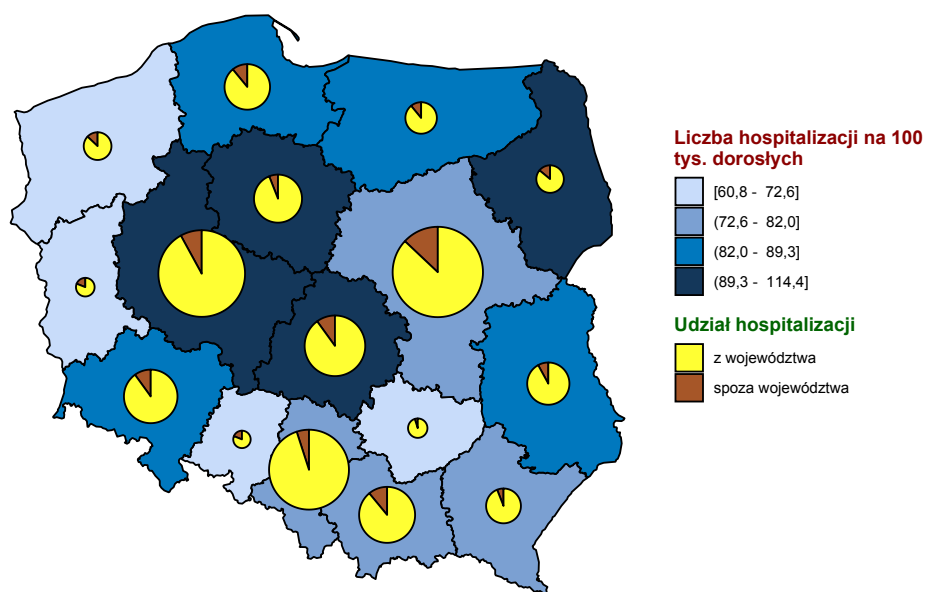 Liczba hospitalizacji na 100
tys. dorosłych
[60,8 - 72,6]
(72,6 - 82,0]
(82,0 - 89,3]
(89,3 - 114,4]
Udział hospitalizacji
z województwa
spoza województwa